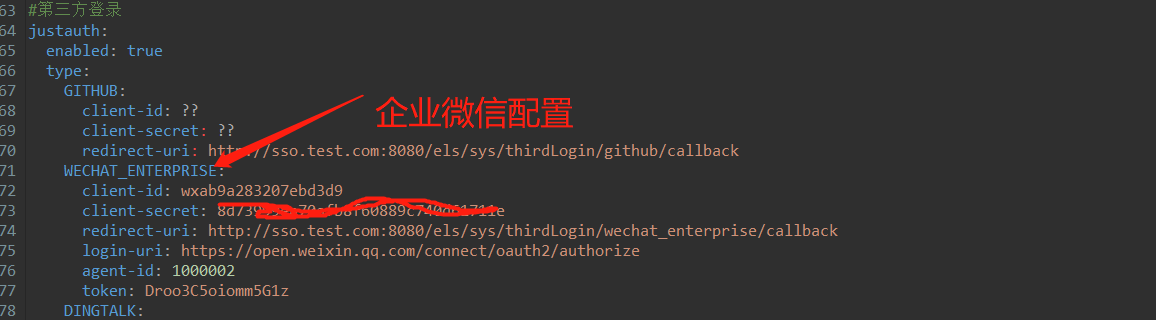 63 #第三方登录
64 justauth:
65 enabled: true
66 type:
67 GITHUB:
68 client-id: ??
企业微信配置
69 client-secret: ??
70 redirect-uri: http://sso.test.com:8080/els/sys/thirdLogin/github/callback
71 WECHAT_ENTERPRISE:
72 client-id: wxab9a283207ebd3d9
73 client-secret:
74 redirect-uri: http://sso.test.com:8080/els/sys/thirdLogin/wechat_enterprise/callback
75 login-uri: https://open.weixin.qq.com/connect/oauth2/authorize
76 agent-id: 1000002
77 token: Droo3C5oiomm5G1z
78 DINGTALK: